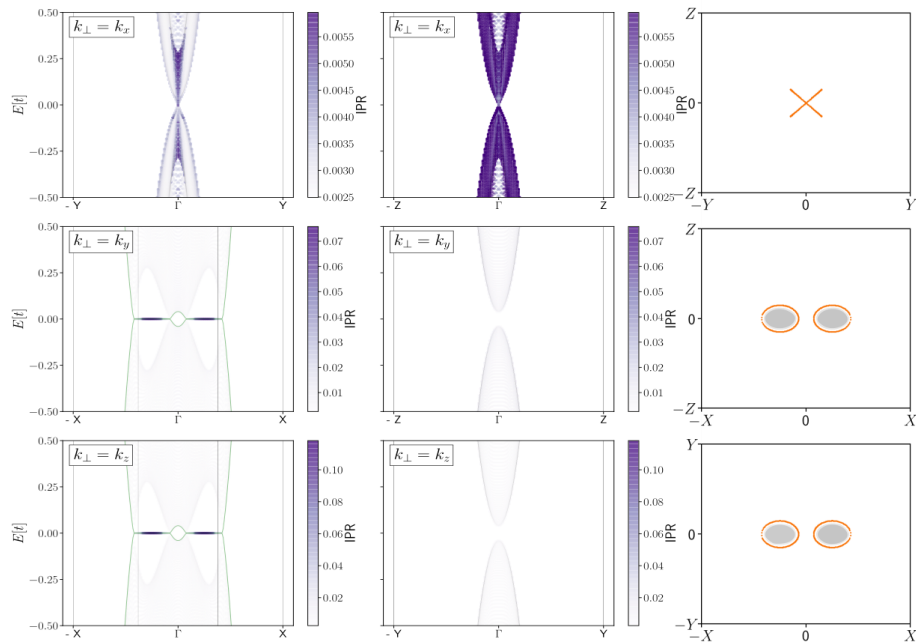 0.50
0.25
0.00
−0.25
−0.50
E[t]
k⊥ = kx
- Y
Γ
Y
0.0055
0.0050
0.0045
0.0040
0.0035
0.0030
0.0025
IPR
k⊥ = kx
- Z
Γ
Z
0.0055
0.0050
0.0045
0.0040
0.0035
0.0030
0.0025
IPR
Z
0
−Z
−Y
0
Y
0.50
0.25
0.00
−0.25
−0.50
E[t]
k⊥ = ky
- X
Γ
X
0.07
0.06
0.05
0.04
0.03
0.02
0.01
IPR
k⊥ = ky
- Z
Γ
Z
0.07
0.06
0.05
0.04
0.03
0.02
0.01
IPR
Z
0
−Z
−X
0
X
0.50
0.25
0.00
−0.25
−0.50
E[t]
k⊥ = kz
- X
Γ
X
0.10
0.08
0.06
0.04
0.02
IPR
k⊥ = kz
- Y
Γ
Y
0.10
0.08
0.06
0.04
0.02
IPR
Y
0
−Y
−X
0
X